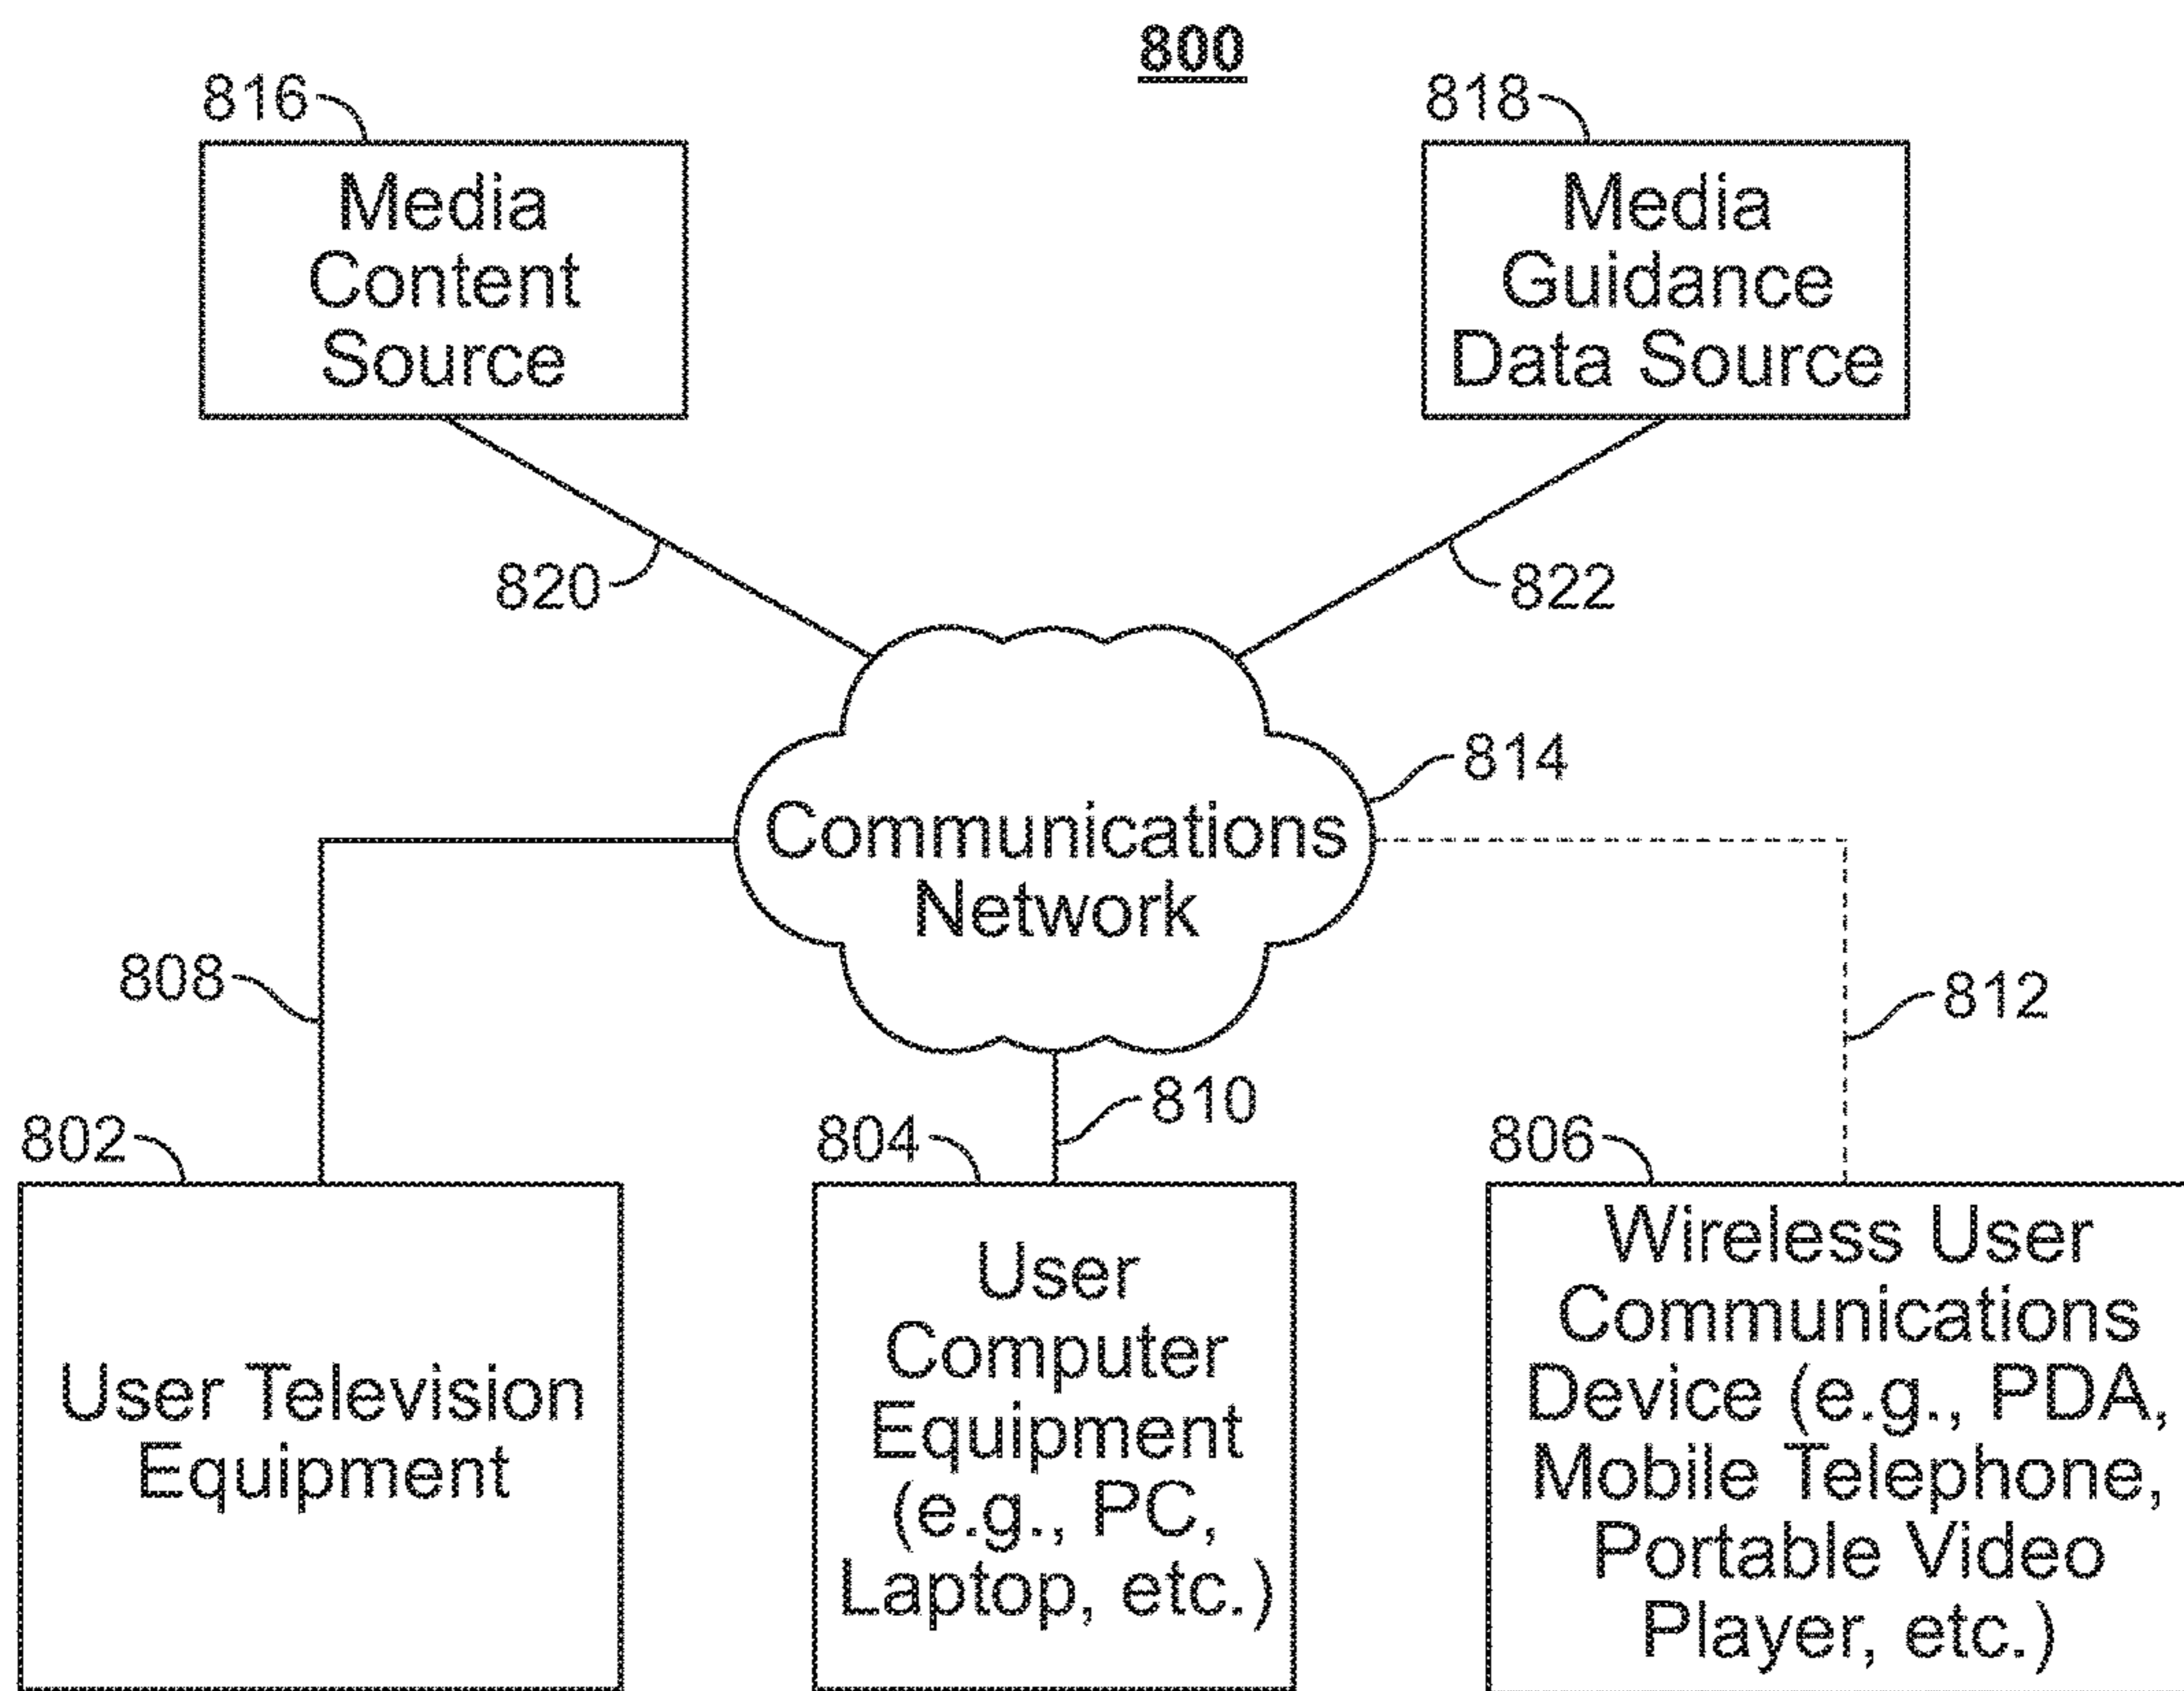 800
816
818
Media
Content
Source
Media
Guidance
Data Source
820
822
814
Communications
Network
808
812
810
802
804
806
User Television
Equipment
User
Computer
Equipment
(e.g., PC,
Laptop, etc.)
Wireless User
Communications
Device (e.g., PDA,
Mobile Telephone,
Portable Video
Player, etc.)